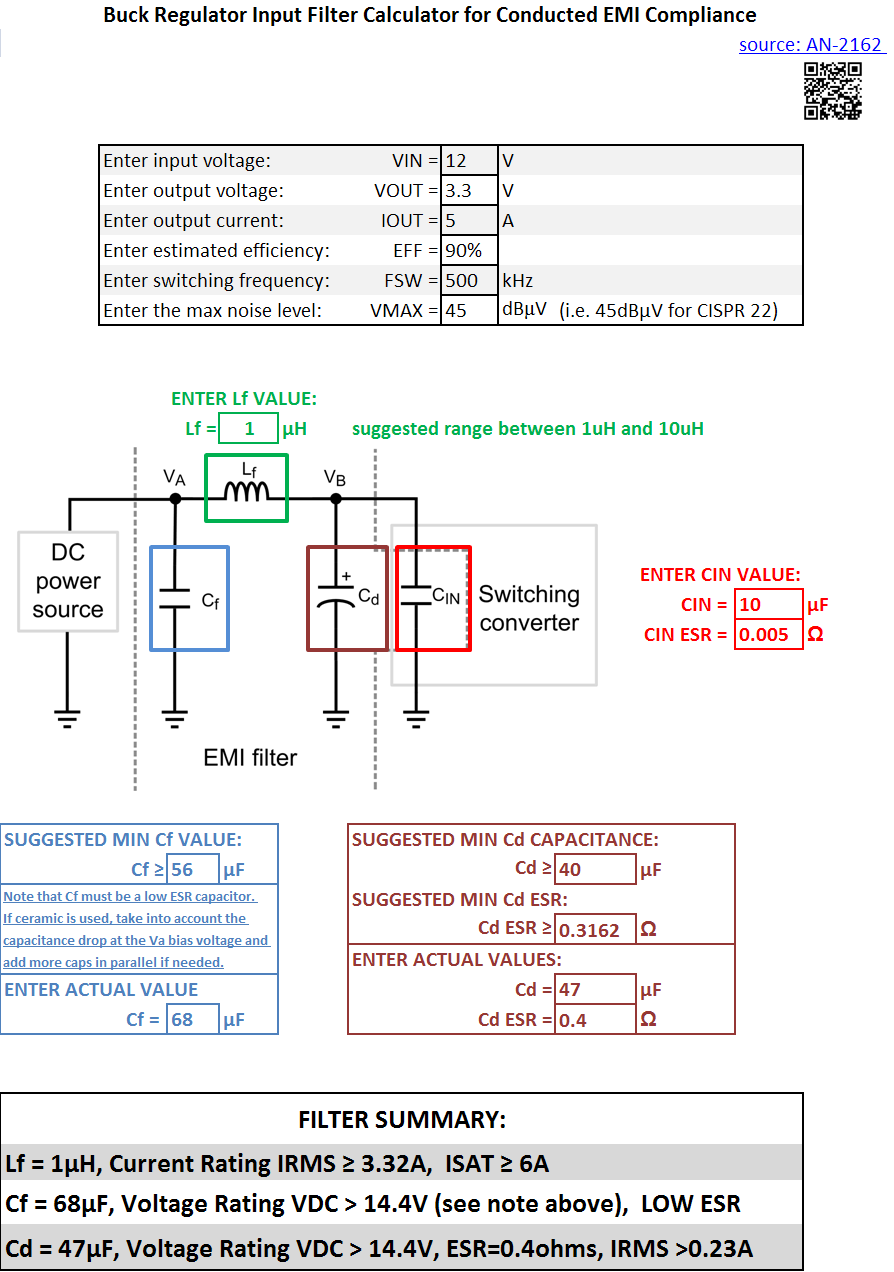 Buck Regulator Input Filter Calculator for Conducted EMI Compliance
source: AN-2162
Enter input voltage: VIN = 12 V
Enter output voltage: VOUT = 3.3 V
Enter output current: IOUT = 5 A
Enter estimated efficiency: EFF = 90%
Enter switching frequency: FSW = 500 kHz
Enter the max noise level: VMAX = 45 dBµV (i.e. 45dBµV for CISPR 22)
ENTER Lf VALUE:
Lf = 1 µH suggested range between 1uH and 10uH
VA Lf VB
DC
power
source
Cf
+
Cd
CIN
Switching
converter
ENTER CIN VALUE:
CIN = 10 µF
CIN ESR = 0.005 Ω
EMI filter
SUGGESTED MIN Cf VALUE:
Cf ≥ 56 µF
Note that Cf must be a low ESR capacitor.
If ceramic is used, take into account the
capacitance drop at the Va bias voltage and
add more caps in parallel if needed.
ENTER ACTUAL VALUE
Cf = 68 µF
SUGGESTED MIN Cd CAPACITANCE:
Cd ≥ 40 µF
SUGGESTED MIN Cd ESR:
Cd ESR ≥ 0.3162 Ω
ENTER ACTUAL VALUES:
Cd = 47 µF
Cd ESR = 0.4 Ω
FILTER SUMMARY:
Lf = 1µH, Current Rating IRMS ≥ 3.32A, ISAT ≥ 6A
Cf = 68µF, Voltage Rating VDC > 14.4V (see note above), LOW ESR
Cd = 47µF, Voltage Rating VDC > 14.4V, ESR=0.4ohms, IRMS >0.23A